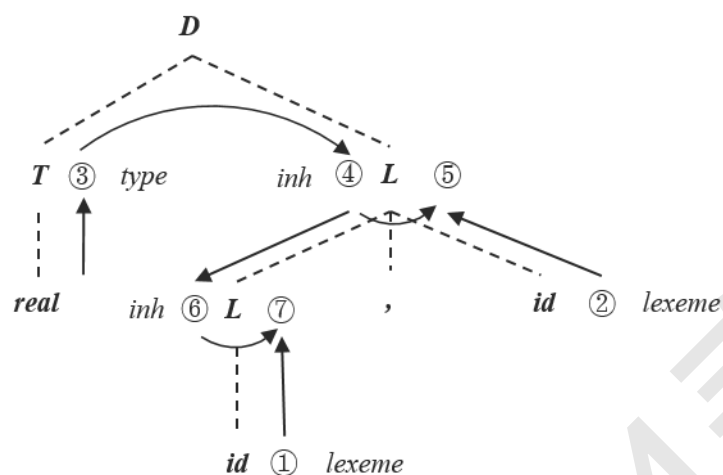 D
T ③ type inh ④ L ⑤
real inh ⑥ L ⑦ , id ② lexeme
id ① lexeme